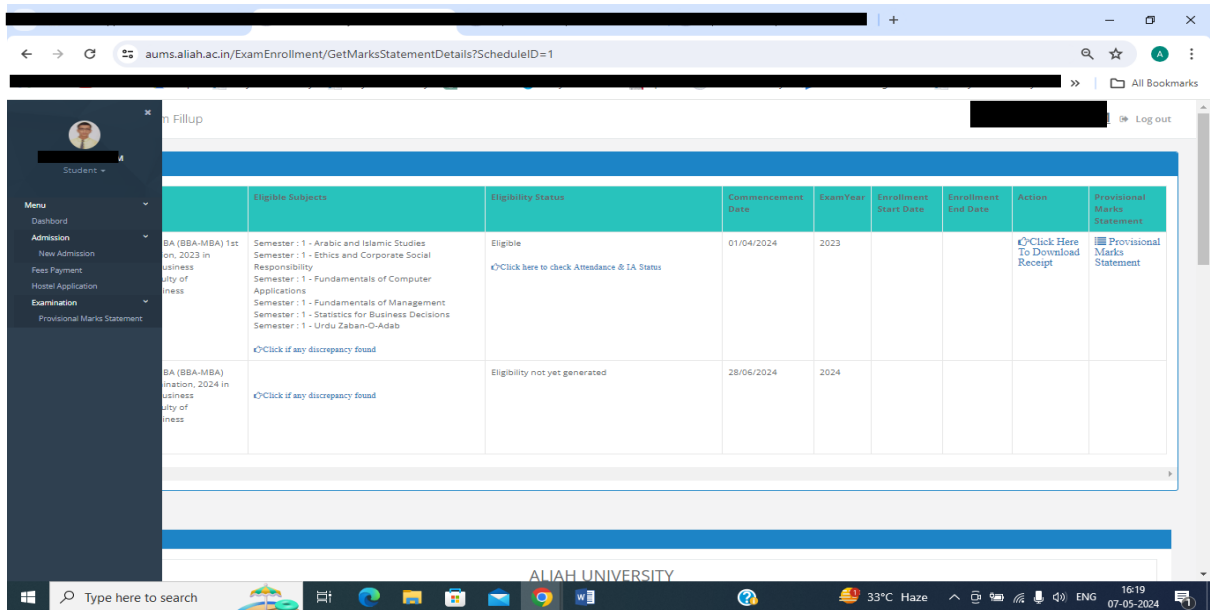 aums.aliah.ac.in/ExamEnrollment/GetMarksStatementDetails?ScheduleID=1
A
All Bookmarks
m Fillup
Log out
M
Student
Menu
Dashbord
Admission
New Admission
Fees Payment
Hostel Application
Examination
Provisional Marks Statement
Eligible Subjects
Eligibility Status
Commencement
Date
ExamYear
Enrollment
Start Date
Enrollment
End Date
Action
Provisional
Marks
Statement
BA (BBA-MBA) 1st
on, 2023 in
usiness
ulty of
iness
Semester : 1 - Arabic and Islamic Studies
Semester : 1 - Ethics and Corporate Social
Responsibility
Semester : 1 - Fundamentals of Computer
Applications
Semester : 1 - Fundamentals of Management
Semester : 1 - Statistics for Business Decisions
Semester : 1 - Urdu Zaban-O-Adab
Click if any discrepancy found
Eligible
Click here to check Attendance & IA Status
01/04/2024
2023
Click Here
To Download
Receipt
Provisional
Marks
Statement
BA (BBA-MBA)
ination, 2024 in
usiness
ulty of
iness
Click if any discrepancy found
Eligibility not yet generated
28/06/2024
2024
ALIAH UNIVERSITY
Type here to search
33°C Haze
ENG
16:19
07-05-2024